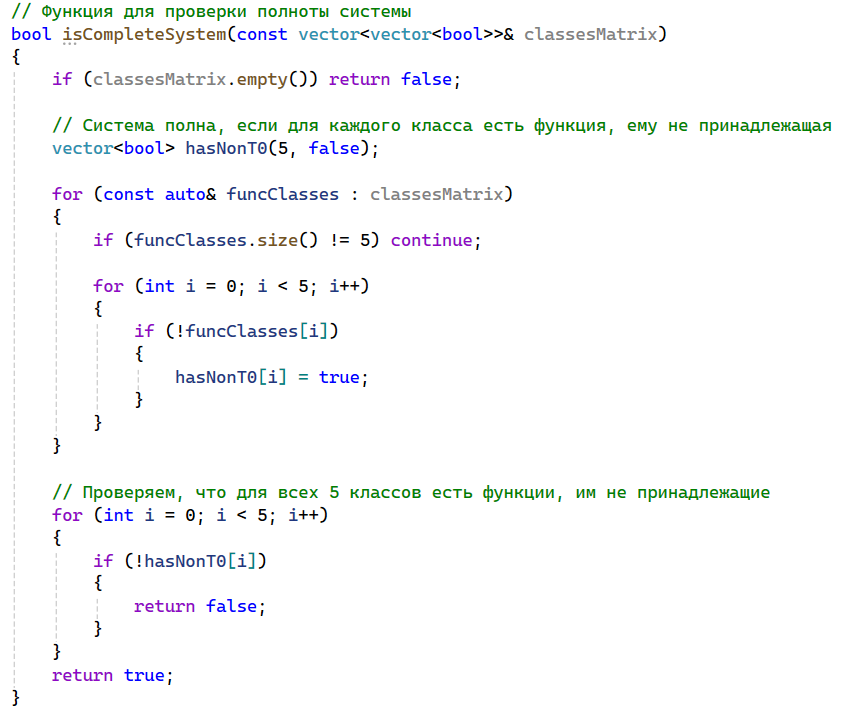 // Функция для проверки полноты системы
bool isCompleteSystem(const vector<vector<bool>>& classesMatrix)
{
    if (classesMatrix.empty()) return false;

    // Система полна, если для каждого класса есть функция, ему не принадлежащая
    vector<bool> hasNonT0(5, false);

    for (const auto& funcClasses : classesMatrix)
    {
        if (funcClasses.size() != 5) continue;

        for (int i = 0; i < 5; i++)
        {
            if (!funcClasses[i])
            {
                hasNonT0[i] = true;
            }
        }
    }

    // Проверяем, что для всех 5 классов есть функции, им не принадлежащие
    for (int i = 0; i < 5; i++)
    {
        if (!hasNonT0[i])
        {
            return false;
        }
    }
    return true;
}